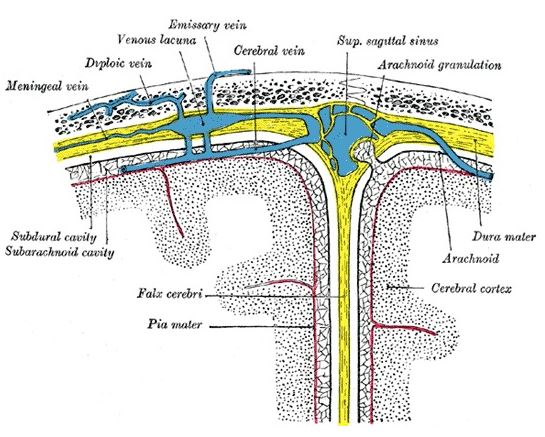 Emissary vein
Venous lacuna
Cerebral vein
Sup. sagittal sinus
Diploic vein
Arachnoid granulation
Meningeal vein
Subdural cavity
Subarachnoid cavity
Dura mater
Arachnoid
Falx cerebri
Cerebral cortex
Pia mater